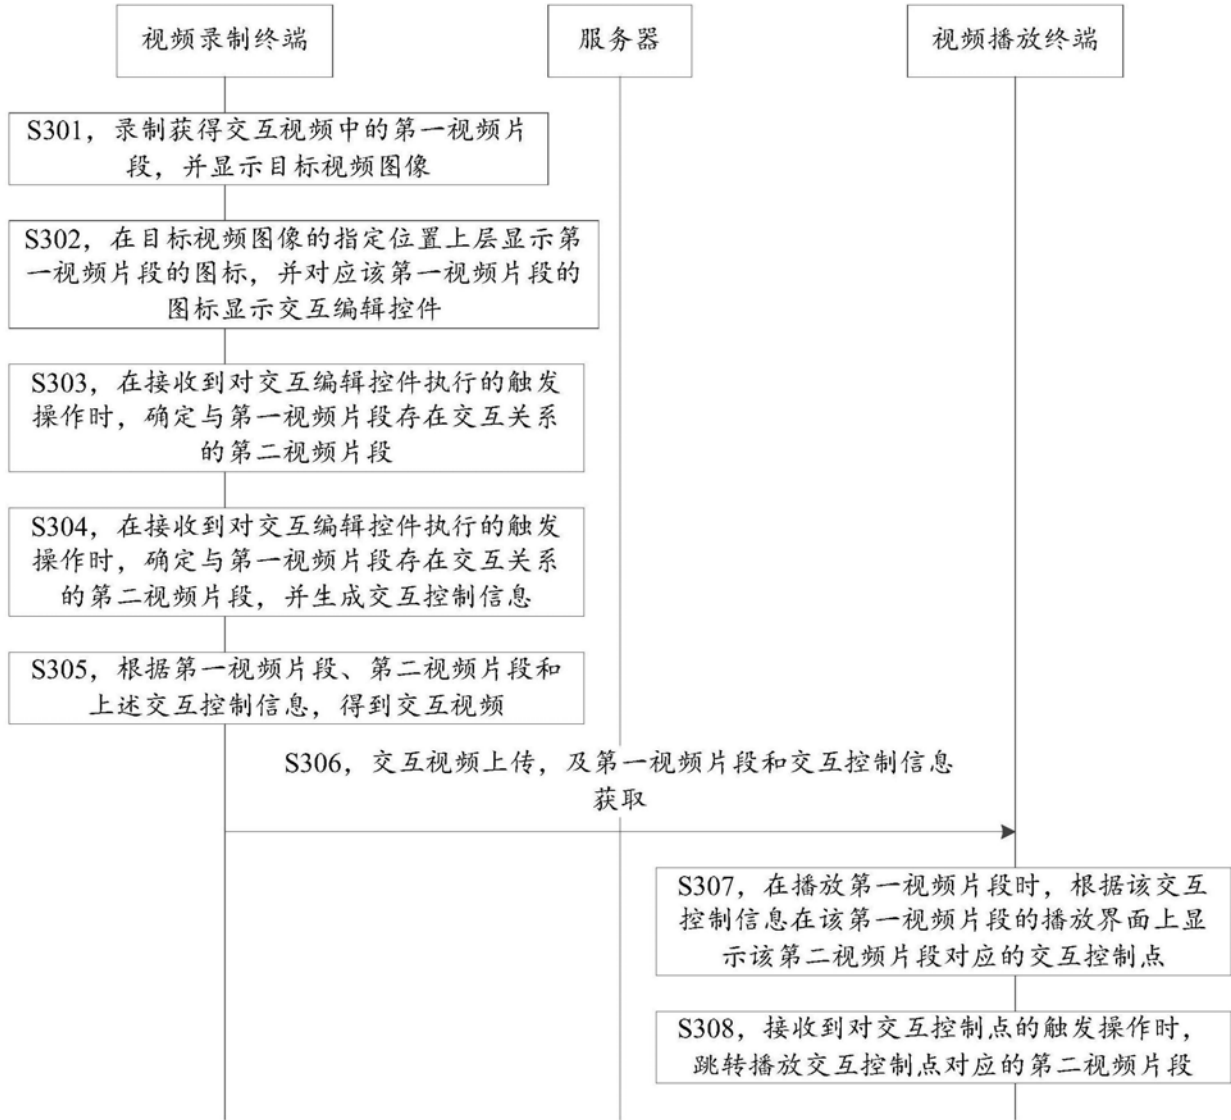 视频录制终端
服务器
视频播放终端
S301，录制获得交互视频中的第一视频片
段，并显示目标视频图像
S302，在目标视频图像的指定位置上层显示第
一视频片段的图标，并对应该第一视频片段的
图标显示交互编辑控件
S303，在接收到对交互编辑控件执行的触发
操作时，确定与第一视频片段存在交互关系
的第二视频片段
S304，在接收到对交互编辑控件执行的触发
操作时，确定与第一视频片段存在交互关系
的第二视频片段，并生成交互控制信息
S305，根据第一视频片段、第二视频片段和
上述交互控制信息，得到交互视频
S306，交互视频上传，及第一视频片段和交互控制信息
获取
S307，在播放第一视频片段时，根据该交互
控制信息在该第一视频片段的播放界面上显
示该第二视频片段对应的交互控制点
S308，接收到对交互控制点的触发操作时，
跳转播放交互控制点对应的第二视频片段